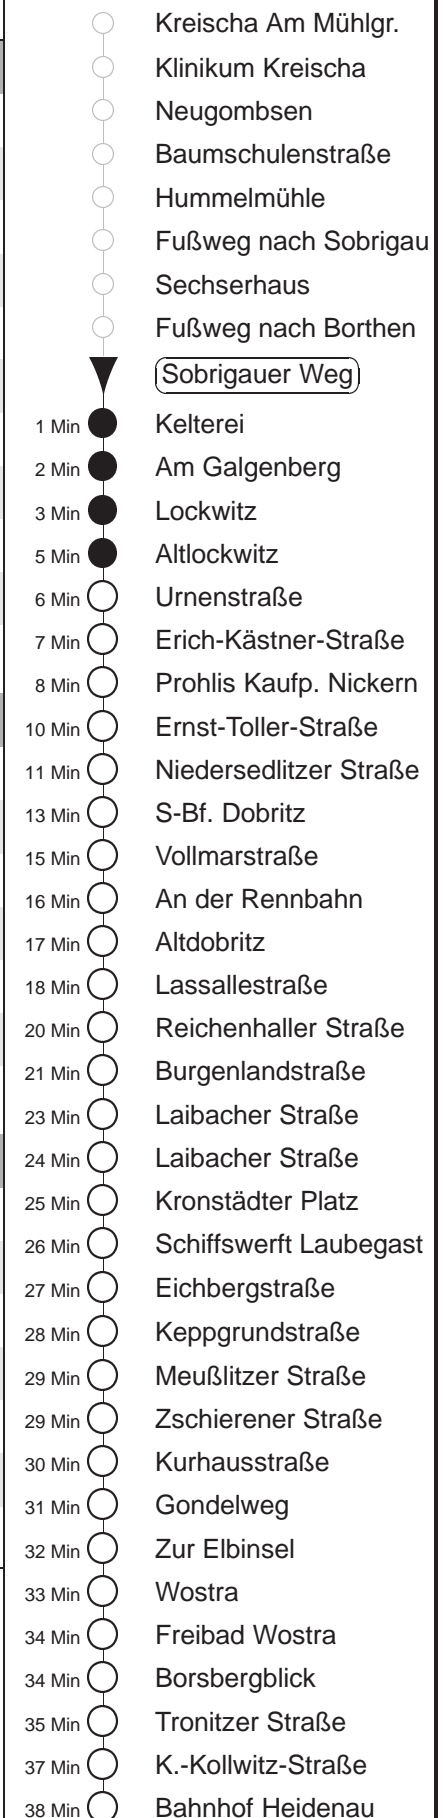 Kreischa Am Mühlgr.
Klinikum Kreischa
Neugombsen
Baumschulenstraße
Hummelmühle
Fußweg nach Sobrigau
Sechserhaus
Fußweg nach Borthen
Sobrigauer Weg
1 Min Kelterei
2 Min Am Galgenberg
3 Min Lockwitz
5 Min Altlockwitz
6 Min Urnenstraße
7 Min Erich-Kästner-Straße
8 Min Prohlis Kaufp. Nickern
10 Min Ernst-Toller-Straße
11 Min Niedersedlitzer Straße
13 Min S-Bf. Dobritz
15 Min Vollmarstraße
16 Min An der Rennbahn
17 Min Altdobritz
18 Min Lassallestraße
20 Min Reichenhaller Straße
21 Min Burgenlandstraße
23 Min Laibacher Straße
24 Min Laibacher Straße
25 Min Kronstädter Platz
26 Min Schiffswerft Laubegast
27 Min Eichbergstraße
28 Min Keppgrundstraße
29 Min Meußlitzer Straße
29 Min Zschierener Straße
30 Min Kurhausstraße
31 Min Gondelweg
32 Min Zur Elbinsel
33 Min Wostra
34 Min Freibad Wostra
34 Min Borsbergblick
35 Min Tronitzer Straße
37 Min K.-Kollwitz-Straße
38 Min Bahnhof Heidenau